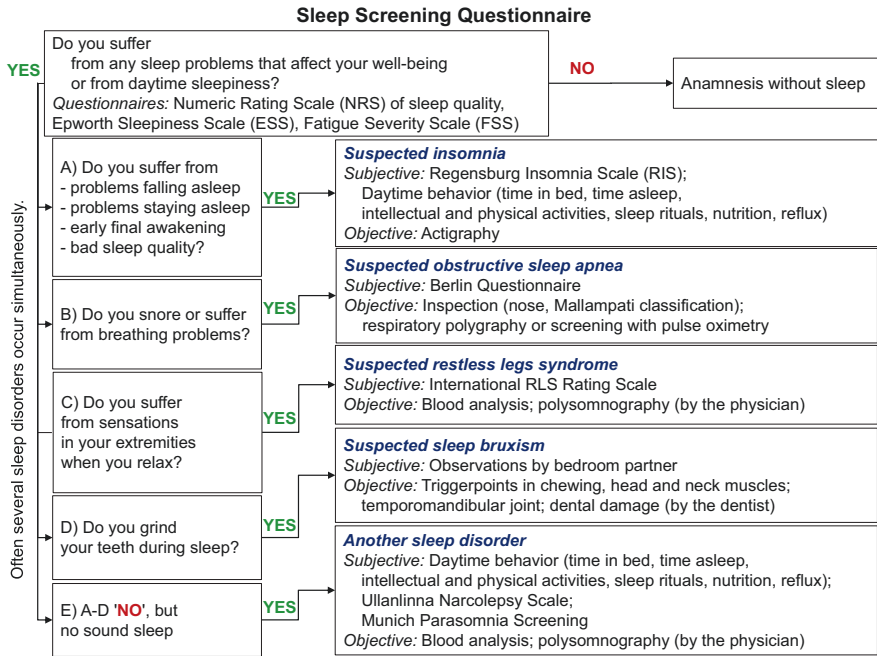 Sleep Screening Questionnaire
Do you suffer
from any sleep problems that affect your well-being
or from daytime sleepiness?
Questionnaires: Numeric Rating Scale (NRS) of sleep quality,
Epworth Sleepiness Scale (ESS), Fatigue Severity Scale (FSS)
YES
NO
Anamnesis without sleep
Often several sleep disorders occur simultaneously.
A) Do you suffer from
- problems falling asleep
- problems staying asleep
- early final awakening
- bad sleep quality?
YES
Suspected insomnia
Subjective: Regensburg Insomnia Scale (RIS);
Daytime behavior (time in bed, time asleep,
intellectual and physical activities, sleep rituals, nutrition, reflux)
Objective: Actigraphy
B) Do you snore or suffer
from breathing problems?
YES
Suspected obstructive sleep apnea
Subjective: Berlin Questionnaire
Objective: Inspection (nose, Mallampati classification);
respiratory polygraphy or screening with pulse oximetry
C) Do you suffer
from sensations
in your extremities
when you relax?
YES
Suspected restless legs syndrome
Subjective: International RLS Rating Scale
Objective: Blood analysis; polysomnography (by the physician)
D) Do you grind
your teeth during sleep?
YES
Suspected sleep bruxism
Subjective: Observations by bedroom partner
Objective: Triggerpoints in chewing, head and neck muscles;
temporomandibular joint; dental damage (by the dentist)
E) A-D 'NO', but
no sound sleep
YES
Another sleep disorder
Subjective: Daytime behavior (time in bed, time asleep,
intellectual and physical activities, sleep rituals, nutrition, reflux);
Ullanlinna Narcolepsy Scale;
Munich Parasomnia Screening
Objective: Blood analysis; polysomnography (by the physician)